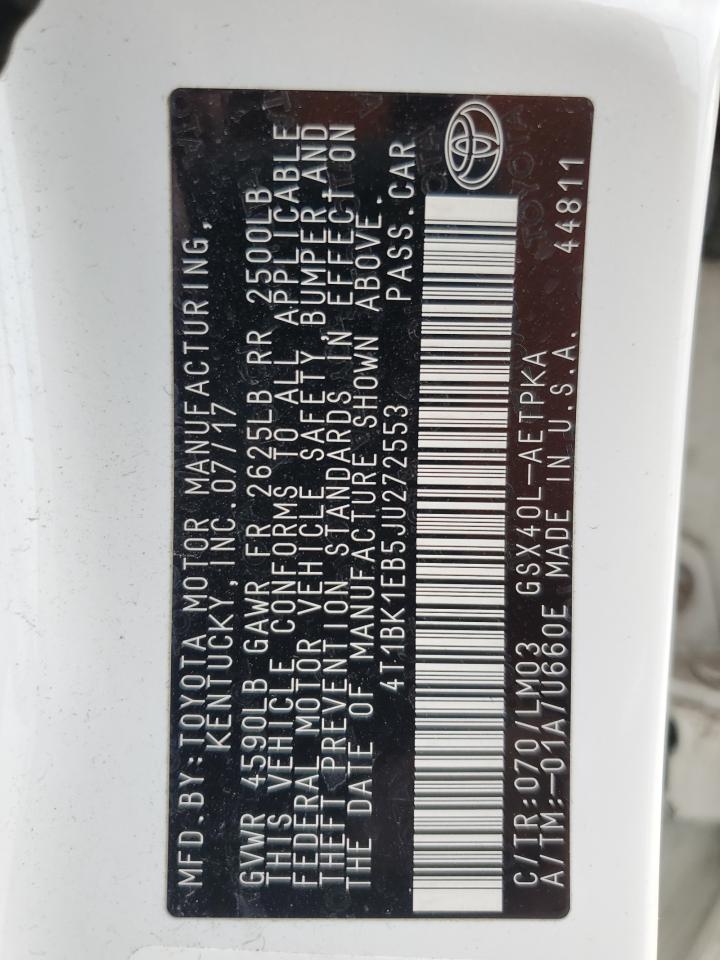 MFD.BY:TOYOTA MOTOR MANUFACTURING,
KENTUCKY, INC.07/17
GVWR 4590LB GAWR FR 2625LB RR 2500LB
THIS VEHICLE CONFORMS TO ALL APPLICABLE
FEDERAL MOTOR VEHICLE SAFETY, BUMPER, AND
THEFT PREVENTION STANDARDS IN EFFECT ON
THE DATE OF MANUFACTURE SHOWN ABOVE.
4T1BK1EB5JU272553 PASS.CAR
C/TR:070/LM03 GSX40L-AETPKA
A/TM:-01A/U660E MADE IN U.S.A. 44811